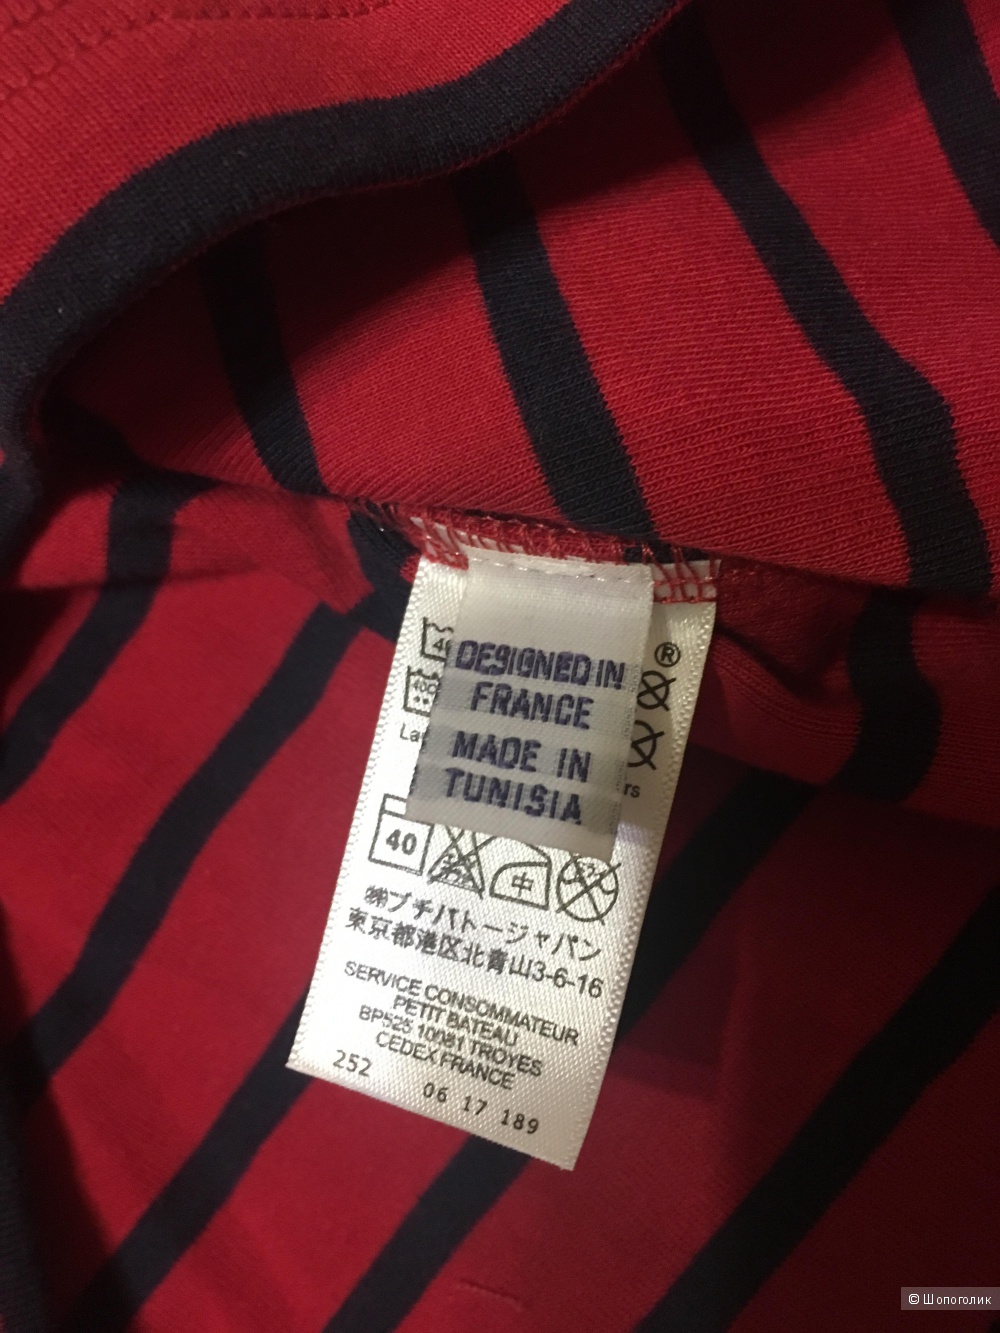 DESIGNED IN
FRANCE
MADE IN
TUNISIA
®
40
中
㈱プチバトージャパン
東京都港区北青山3-6-16
SERVICE CONSOMMATEUR
PETIT BATEAU
BP525 10081 TROYES
CEDEX FRANCE
252
06 17 189
© Шопоголик